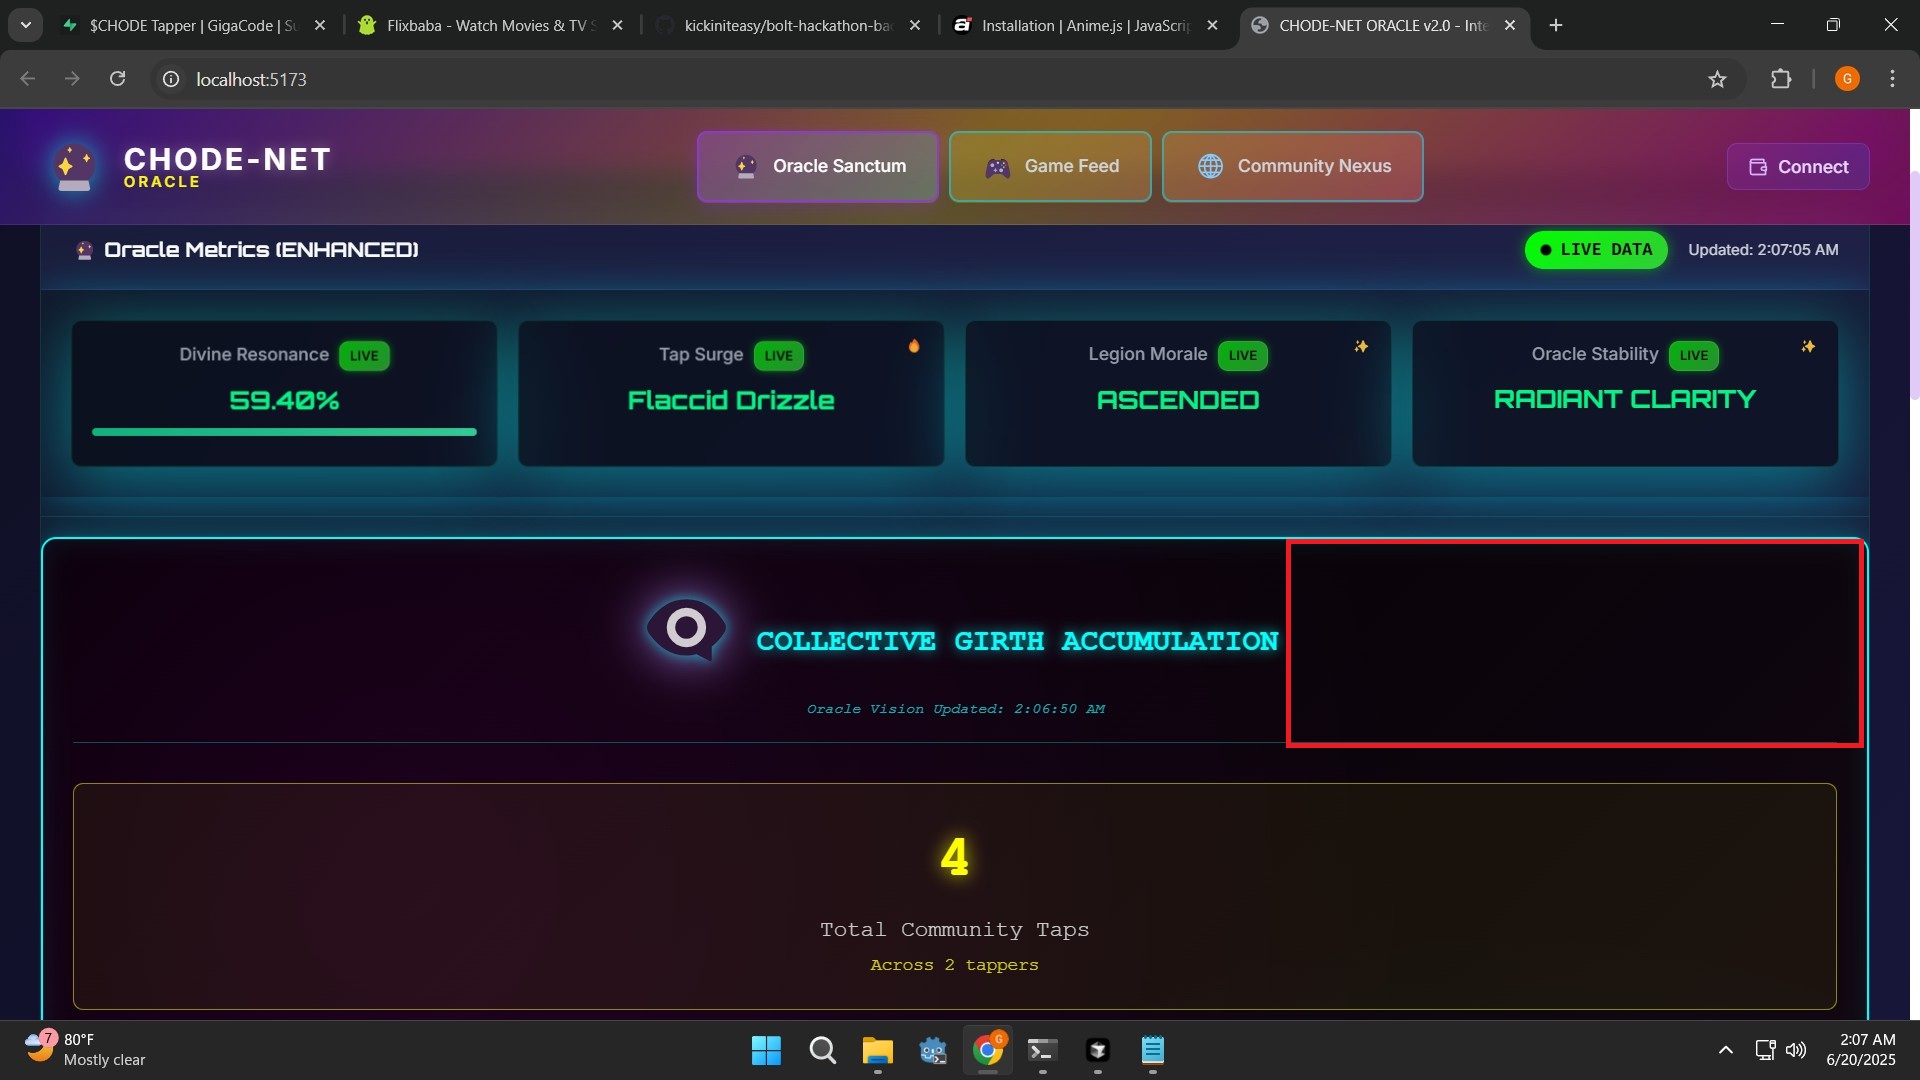 $CHODE Tapper | GigaCode | Su
Flixbaba - Watch Movies & TV S
kickiniteasy/bolt-hackathon-bac
Installation | Anime.js | JavaScrip
CHODE-NET ORACLE v2.0 - Inte
localhost:5173
G
CHODE-NET
ORACLE
Oracle Sanctum
Game Feed
Community Nexus
Connect
Oracle Metrics (ENHANCED)
LIVE DATA
Updated: 2:07:05 AM
Divine Resonance LIVE
59.40%
Tap Surge LIVE
Flaccid Drizzle
Legion Morale LIVE
ASCENDED
Oracle Stability LIVE
RADIANT CLARITY
COLLECTIVE GIRTH ACCUMULATION
Oracle Vision Updated: 2:06:50 AM
4
Total Community Taps
Across 2 tappers
7
80°F
Mostly clear
G
2:07 AM
6/20/2025